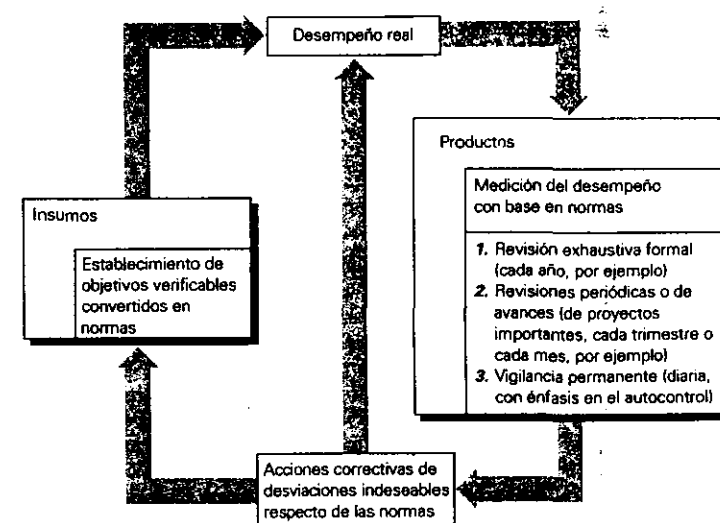 Desempeño real
Productos
Medición del desempeño
con base en normas
1. Revisión exhaustiva formal
(cada año, por ejemplo)
2. Revisiones periódicas o de
avances (de proyectos
importantes, cada trimestre o
cada mes, por ejemplo)
3. Vigilancia permanente (diaria,
con énfasis en el autocontrol)
Insumos
Establecimiento de
objetivos verificables
convertidos en
normas
Acciones correctivas de
desviaciones indeseables
respecto de las normas